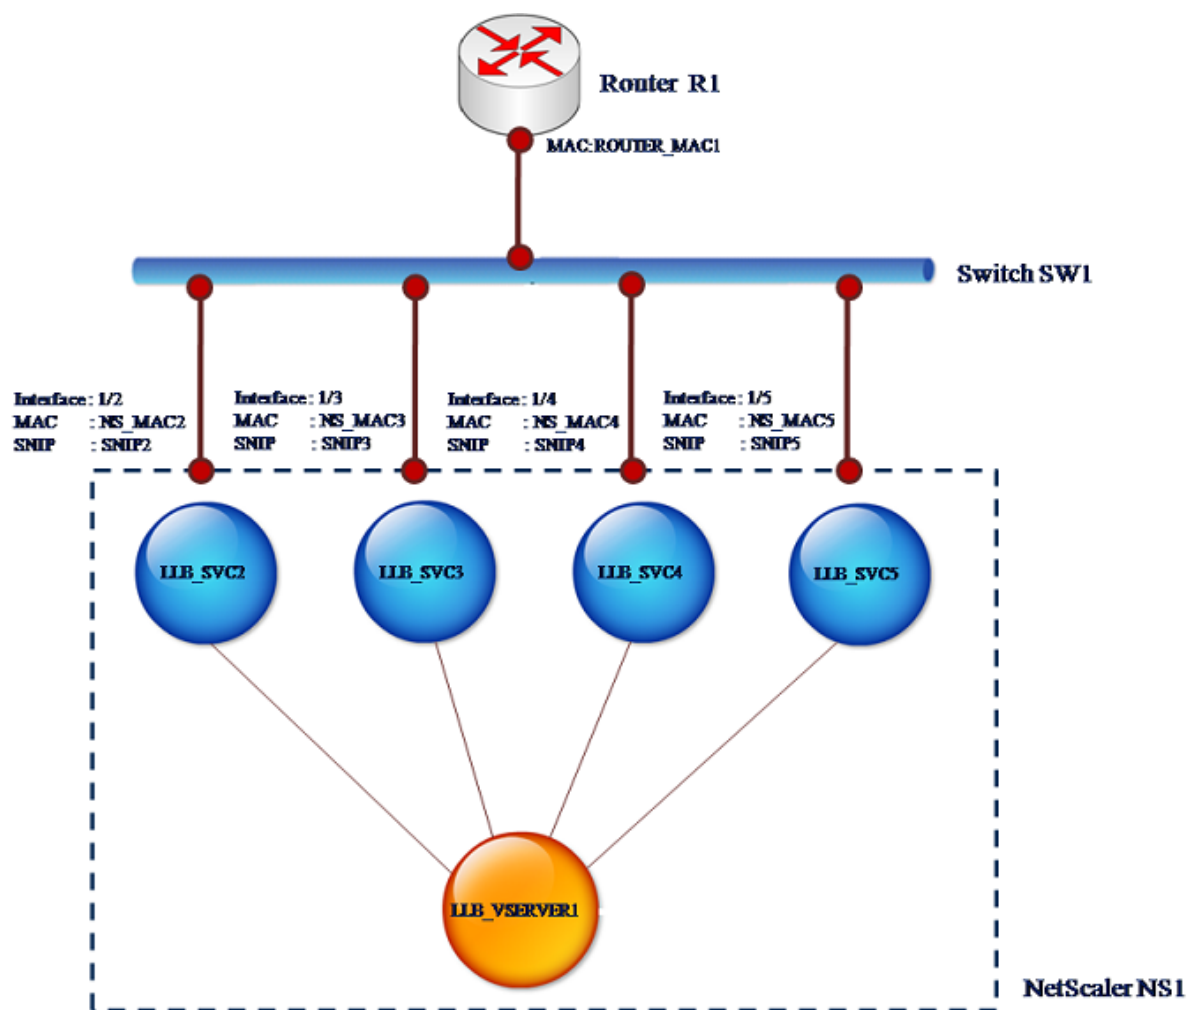 Router R1
MAC:ROUTER_MAC1
Switch SW1
Interface : 1/2
MAC : NS_MAC2
SNIP : SNIP2
Interface : 1/3
MAC : NS_MAC3
SNIP : SNIP3
Interface : 1/4
MAC : NS_MAC4
SNIP : SNIP4
Interface : 1/5
MAC : NS_MAC5
SNIP : SNIP5
LLB_SVC2
LLB_SVC3
LLB_SVC4
LLB_SVC5
LLB_VSERVER1
NetScaler NS1